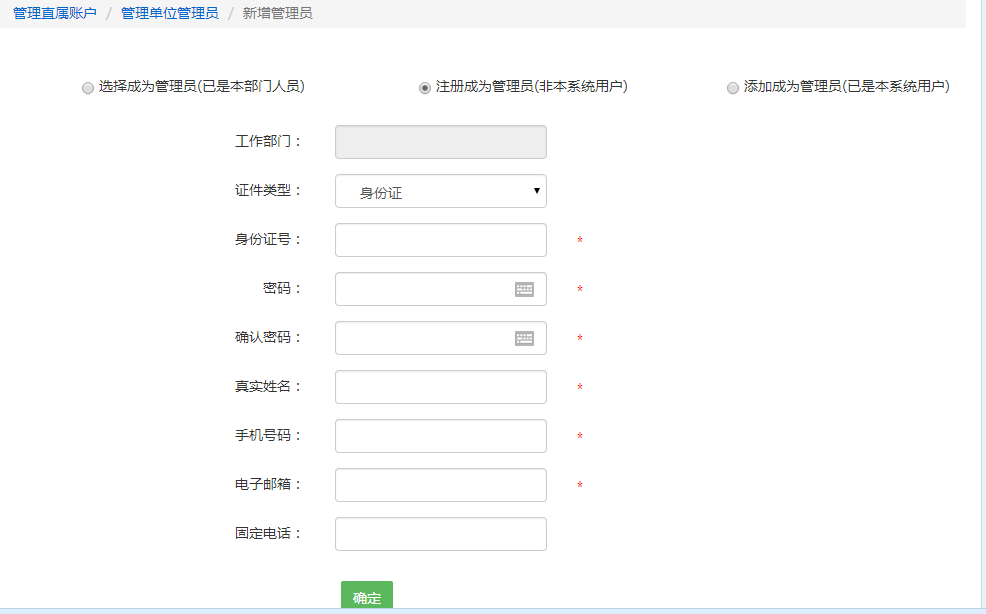 管理直属账户 / 管理单位管理员 / 新增管理员
选择成为管理员(已是本部门人员) 注册成为管理员(非本系统用户) 添加成为管理员(已是本系统用户)
工作部门：
证件类型： 身份证
身份证号： *
密码： *
确认密码： *
真实姓名： *
手机号码： *
电子邮箱： *
固定电话：
确定